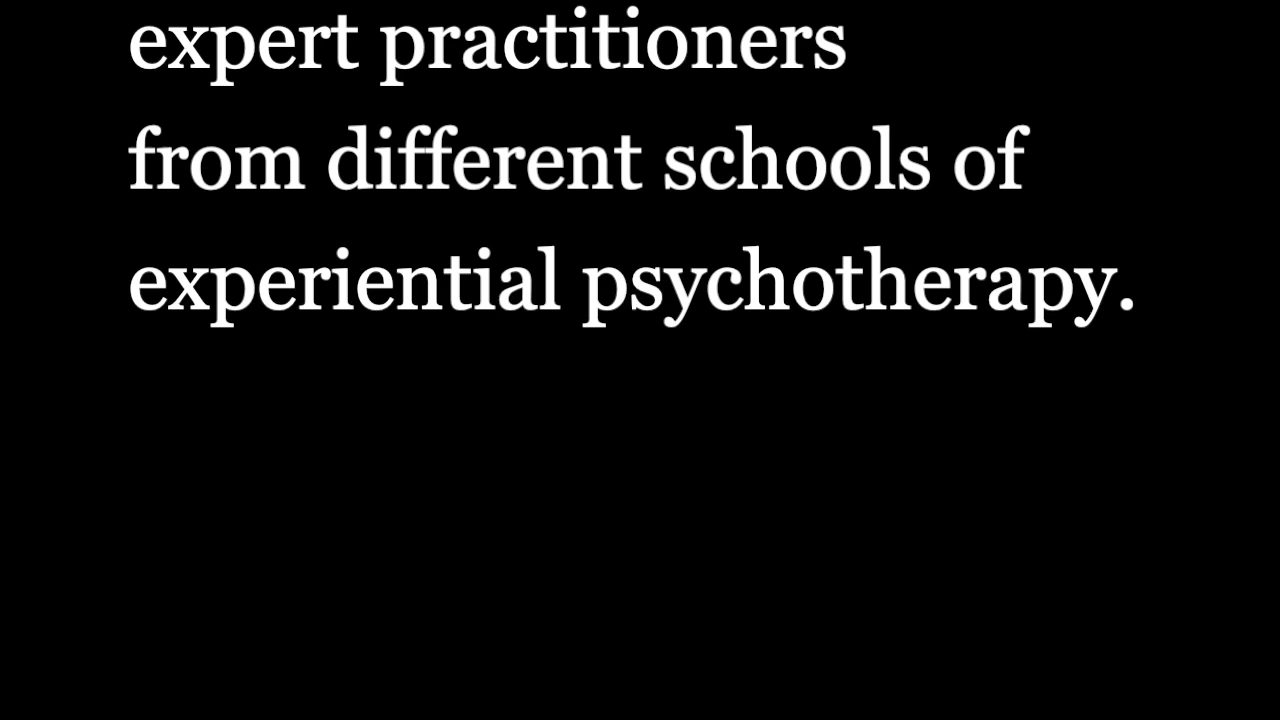 expert practitioners
from different schools of
experiential psychotherapy.